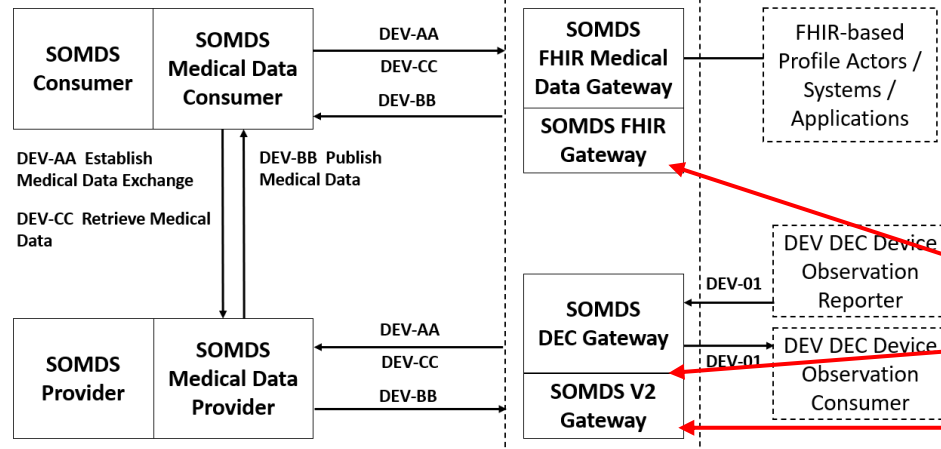 SOMDS
Consumer
SOMDS
Medical Data
Consumer
DEV-AA
DEV-CC
DEV-BB
SOMDS
FHIR Medical
Data Gateway
SOMDS FHIR
Gateway
FHIR-based
Profile Actors /
Systems /
Applications
DEV-AA Establish
Medical Data Exchange
DEV-CC Retrieve Medical
Data
DEV-BB Publish
Medical Data
SOMDS
Provider
SOMDS
Medical Data
Provider
DEV-AA
DEV-CC
DEV-BB
SOMDS
DEC Gateway
SOMDS V2
Gateway
DEV-01
DEV-01
DEV DEC Device
Observation
Reporter
DEV DEC Device
Observation
Consumer